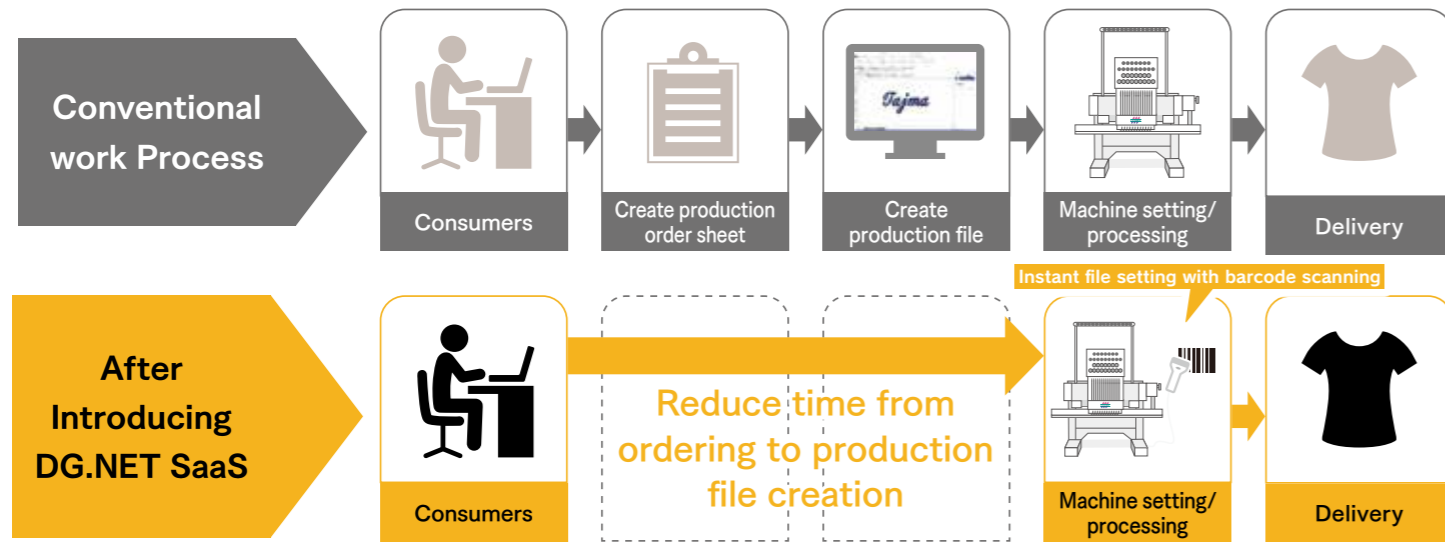 Conventional
work Process
Tajma
Consumers
Create production
order sheet
Create
production file
Machine setting/
processing
Delivery
Instant file setting with barcode scanning
After
Introducing
DG.NET SaaS
Reduce time from
ordering to production
file creation
Consumers
Machine setting/
processing
Delivery